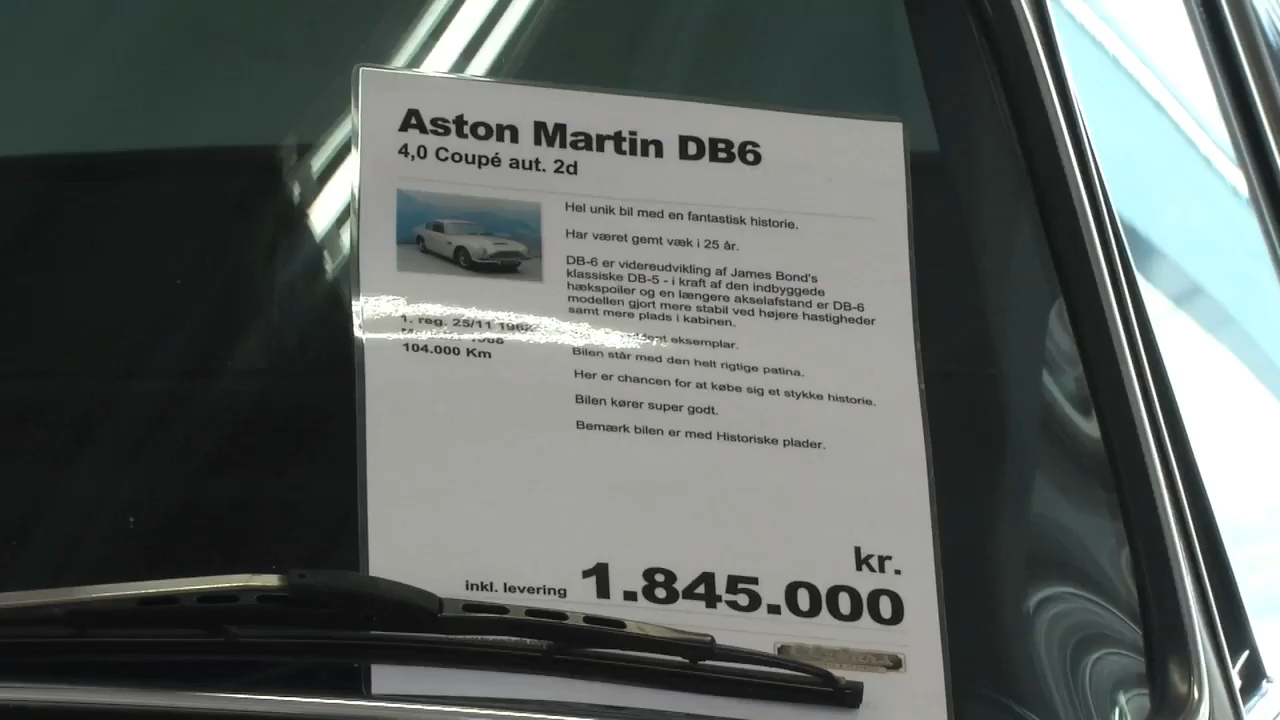 Aston Martin DB6
4,0 Coupé aut. 2d
Hel unik bil med en fantastisk historie.
Har været gemt væk i 25 år.
DB-6 er videreudvikling af James Bond's
klassiske DB-5 - i kraft af den indbyggede
hækspoiler og en længere akselafstand er DB-6
modellen gjort mere stabil ved højere hastigheder
samt mere plads i kabinen.
eksemplar.
Bilen står med den helt rigtige patina.
Her er chancen for at købe sig et stykke historie.
Bilen kører super godt.
Bemærk bilen er med Historiske plader.
1. reg. 25/11
104.000 Km
kr.
inkl. levering 1.845.000